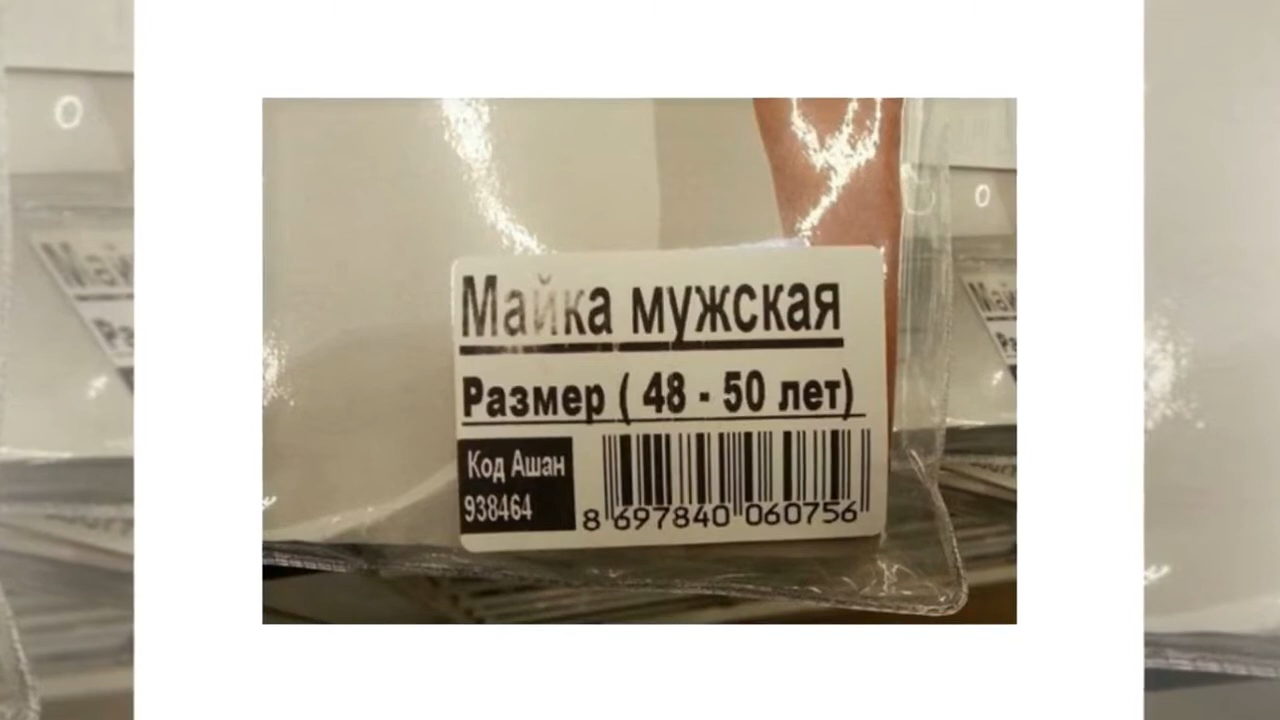 Майка мужская
Размер ( 48 - 50 лет)
Код Ашан
938464
8 697840 060756